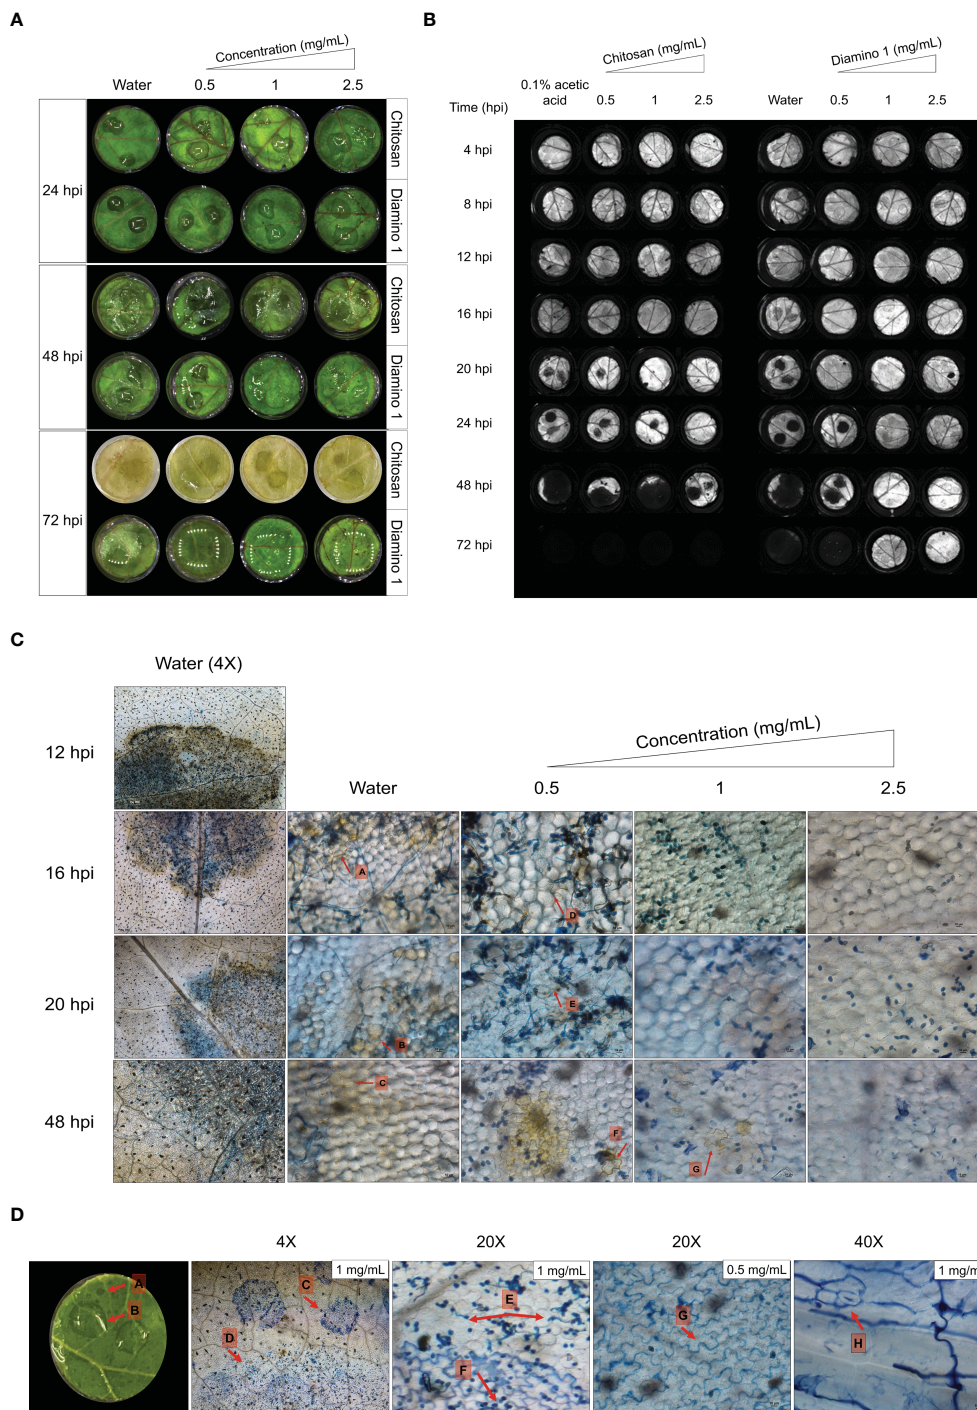 A
Concentration (mg/mL)
Water 0.5 1 2.5
24 hpi
Chitosan
Diamino 1
48 hpi
Chitosan
Diamino 1
72 hpi
Chitosan
Diamino 1
B
Chitosan (mg/mL) Diamino 1 (mg/mL)
0.1% acetic
acid
Time (hpi) 0.5 1 2.5 Water 0.5 1 2.5
4 hpi
8 hpi
12 hpi
16 hpi
20 hpi
24 hpi
48 hpi
72 hpi
C
Water (4X)
12 hpi
Concentration (mg/mL)
Water 0.5 1 2.5
16 hpi
A
D
20 hpi
B
E
48 hpi
C
F
G
D
4X 20X 20X 40X
1 mg/mL 1 mg/mL 0.5 mg/mL 1 mg/m
A
B
C
D
E
F
G
H